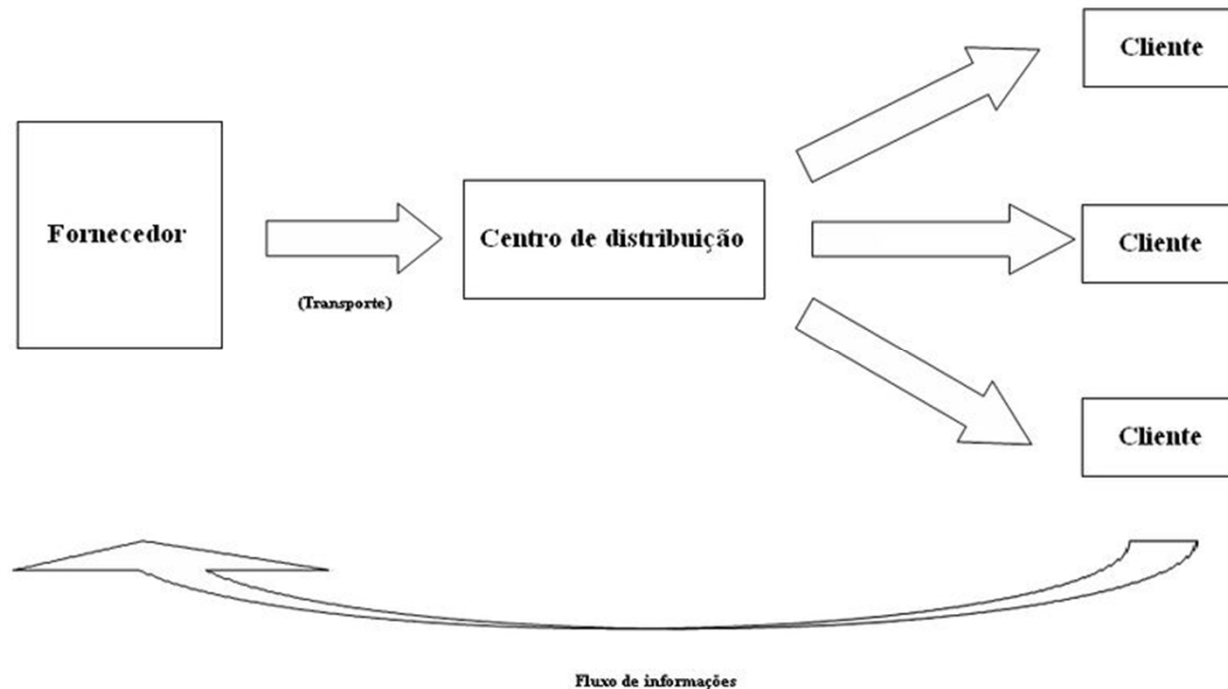 Cliente
Fornecedor
Centro de distribuição
Cliente
(Transporte)
Cliente
Fluxo de informações